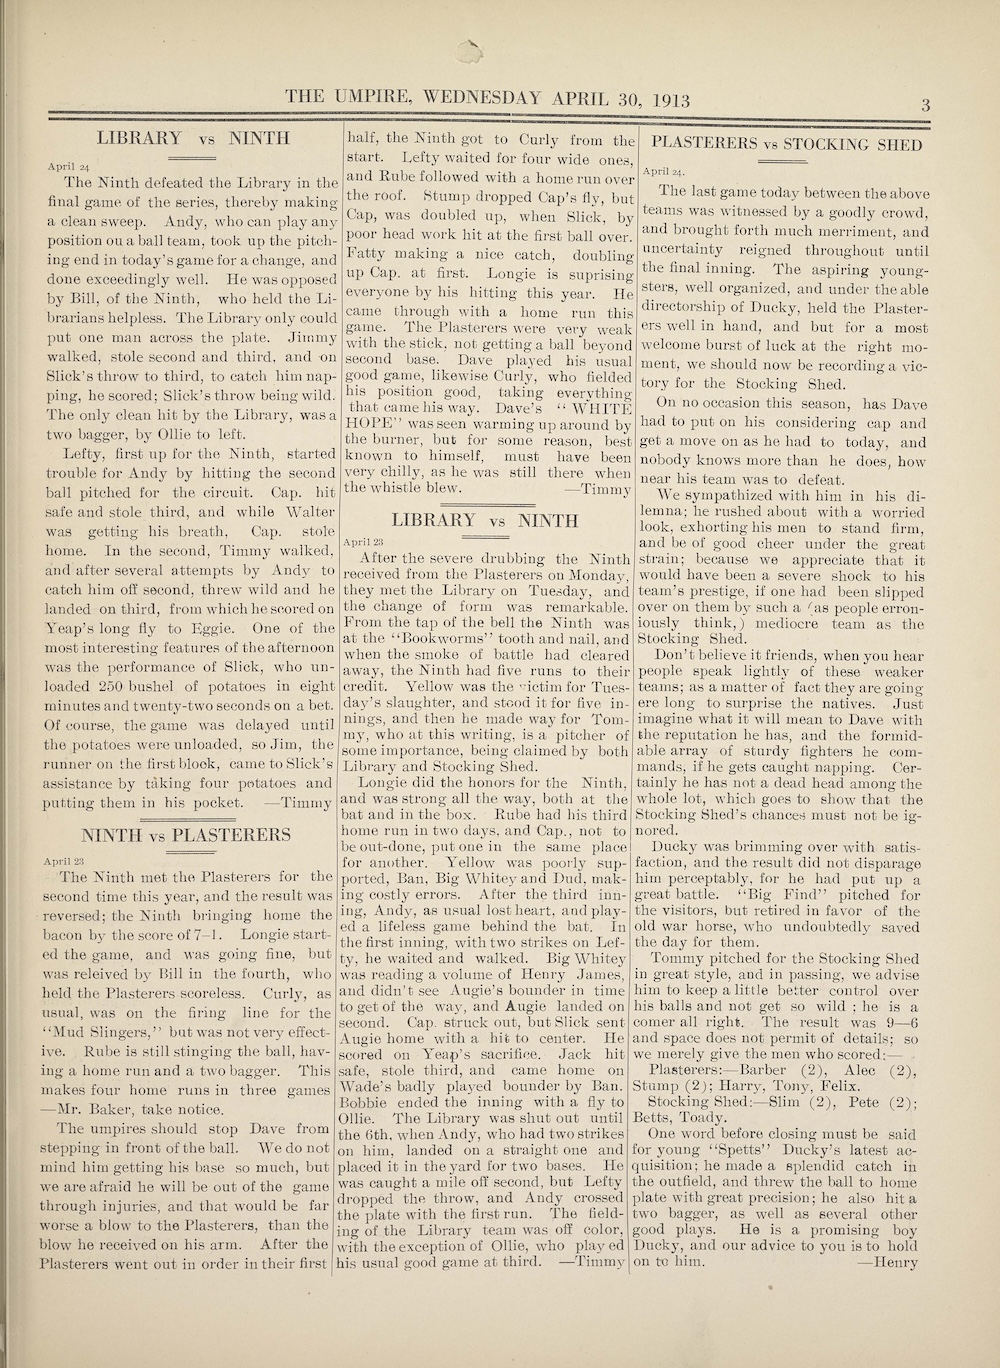 THE UMPIRE, WEDNESDAY APRIL 30, 1913
3
LIBRARY vs NINTH
April 24
The Ninth defeated the Library in the
final game of the series, thereby making
a clean sweep. Andy, who can play any
position ou a ball team, took up the pitch-
ing end in today's game for a change, and
done exceedingly well. He was opposed
by Bill, of the Ninth, who held the Li-
brarians helpless. The Library only could
put one man across the plate. Jimmy
walked, stole second and third, and on
Slick's throw to third, to catch him nap-
ping, he scored; Slick's throw being wild.
The only clean hit by the Library, was a
two bagger, by Ollie to left.
Lefty, first up for the Ninth, started
trouble for Andy by hitting the second
ball pitched for the circuit. Cap. hit
safe and stole third, and while Walter
was getting his breath, Cap. stole
home. In the second, Timmy walked,
and after several attempts by Andy to
catch him off second, threw wild and he
landed on third, from which he scored on
Yeap's long fly to Eggie. One of the
most interesting features of the afternoon
was the performance of Slick, who un-
loaded 250 bushel of potatoes in eight
minutes and twenty-two seconds on a bet.
Of course, the game was delayed until
the potatoes were unloaded, so Jim, the
runner on the first block, came to Slick's
assistance by taking four potatoes and
putting them in his pocket. —Timmy
NINTH vs PLASTERERS
April 23
The Ninth met the Plasterers for the
second time this year, and the result was
reversed; the Ninth bringing home the
bacon by the score of 7–1. Longie start-
ed the game, and was going fine, but
was releived by Bill in the fourth, who
held the Plasterers scoreless. Curly, as
usual, was on the firing line for the
"Mud Slingers," but was not very effect-
ive. Rube is still stinging the ball, hav-
ing a home run and a two bagger. This
makes four home runs in three games
—Mr. Baker, take notice.
The umpires should stop Dave from
stepping in front of the ball. We do not
mind him getting his base so much, but
we are afraid he will be out of the game
through injuries, and that would be far
worse a blow to the Plasterers, than the
blow he received on his arm. After the
Plasterers went out in order in their first
half, the Ninth got to Curly from the
start. Lefty waited for four wide ones,
and Rube followed with a home run over
the roof. Stump dropped Cap's fly, but
Cap, was doubled up, when Slick, by
poor head work hit at the first ball over.
Fatty making a nice catch, doubling
up Cap. at first. Longie is suprising
everyone by his hitting this year. He
came through with a home run this
game. The Plasterers were very weak
with the stick, not getting a ball beyond
second base. Dave played his usual
good game, likewise Curly, who fielded
his position good, taking everything
that came his way. Dave's "WHITE
HOPE" was seen warming up around by
the burner, but for some reason, best
known to himself, must have been
very chilly, as he was still there when
the whistle blew. —Timmy
LIBRARY vs NINTH
April 23
After the severe drubbing the Ninth
received from the Plasterers on Monday,
they met the Library on Tuesday, and
the change of form was remarkable.
From the tap of the bell the Ninth was
at the "Bookworms" tooth and nail, and
when the smoke of battle had cleared
away, the Ninth had five runs to their
credit. Yellow was the victim for Tues-
day's slaughter, and stood it for five in-
nings, and then he made way for Tom-
my, who at this writing, is a pitcher of
some importance, being claimed by both
Library and Stocking Shed.
Longie did the honors for the Ninth,
and was strong all the way, both at the
bat and in the box. Rube had his third
home run in two days, and Cap., not to
be out-done, put one in the same place
for another. Yellow was poorly sup-
ported, Ban, Big Whitey and Dud, mak-
ing costly errors. After the third inn-
ing, Andy, as usual lost heart, and play-
ed a lifeless game behind the bat. In
the first inning, with two strikes on Lef-
ty, he waited and walked. Big Whitey
was reading a volume of Henry James,
and didn't see Augie's bounder in time
to get of the way, and Augie landed on
second. Cap. struck out, but Slick sent
Augie home with a hit to center. He
scored on Yeap's sacrifice. Jack hit
safe, stole third, and came home on
Wade's badly played bounder by Ban.
Bobbie ended the inning with a fly to
Ollie. The Library was shut out until
the 6th, when Andy, who had two strikes
on him, landed on a straight one and
placed it in the yard for two bases. He
was caught a mile off second, but Lefty
dropped the throw, and Andy crossed
the plate with the first run. The field-
ing of the Library team was off color,
with the exception of Ollie, who play ed
his usual good game at third. —Timmy
PLASTERERS vs STOCKING SHED
April 24.
The last game today between the above
teams was witnessed by a goodly crowd,
and brought forth much merriment, and
uncertainty reigned throughout until
the final inning. The aspiring young-
sters, well organized, and under the able
directorship of Ducky, held the Plaster-
ers well in hand, and but for a most
welcome burst of luck at the right mo-
ment, we should now be recording a vic-
tory for the Stocking Shed.
On no occasion this season, has Dave
had to put on his considering cap and
get a move on as he had to today, and
nobody knows more than he does, how
near his team was to defeat.
We sympathized with him in his di-
lemna; he rushed about with a worried
look, exhorting his men to stand firm,
and be of good cheer under the great
strain; because we appreciate that it
would have been a severe shock to his
team's prestige, if one had been slipped
over on them by such a (as people erron-
iously think,) mediocre team as the
Stocking Shed.
Don't believe it friends, when you hear
people speak lightly of these weaker
teams; as a matter of fact they are going
ere long to surprise the natives. Just
imagine what it will mean to Dave with
the reputation he has, and the formid-
able array of sturdy fighters he com-
mands, if he gets caught napping. Cer-
tainly he has not a dead head among the
whole lot, which goes to show that the
Stocking Shed's chances must not be ig-
nored.
Ducky was brimming over with satis-
faction, and the result did not disparage
him perceptably, for he had put up a
great battle. "Big Find" pitched for
the visitors, but retired in favor of the
old war horse, who undoubtedly saved
the day for them.
Tommy pitched for the Stocking Shed
in great style, and in passing, we advise
him to keep a little better control over
his balls and not get so wild ; he is a
comer all right. The result was 9—6
and space does not permit of details; so
we merely give the men who scored:—
Plasterers:—Barber (2), Alec (2),
Stump (2); Harry, Tony, Felix.
Stocking Shed:—Slim (2), Pete (2);
Betts, Toady.
One word before closing must be said
for young "Spetts" Ducky's latest ac-
quisition; he made a splendid catch in
the outfield, and threw the ball to home
plate with great precision; he also hit a
two bagger, as well as several other
good plays. He is a promising boy
Ducky, and our advice to you is to hold
on to him. —Henry